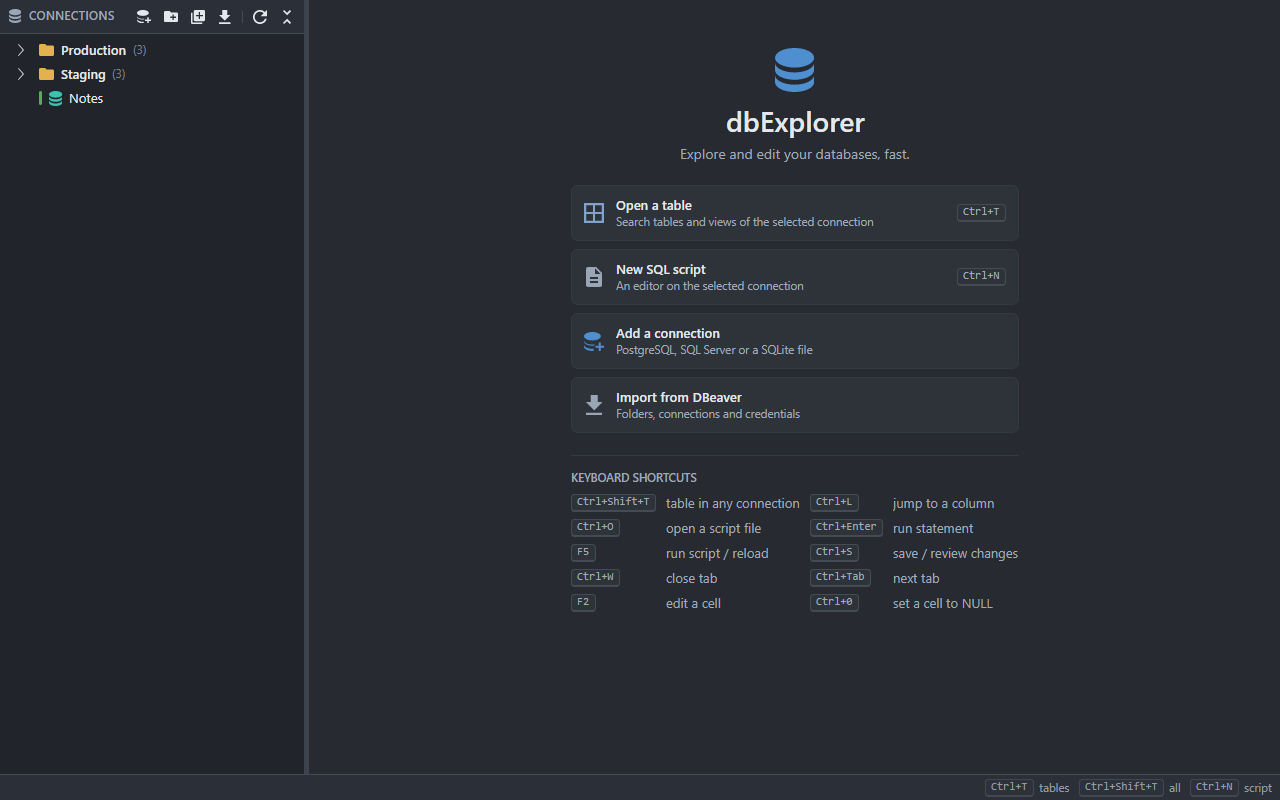 CONNECTIONS
Production (3)
Staging (3)
Notes
dbExplorer
Explore and edit your databases, fast.
Open a table
Search tables and views of the selected connection
Ctrl+T
New SQL script
An editor on the selected connection
Ctrl+N
Add a connection
PostgreSQL, SQL Server or a SQLite file
Import from DBeaver
Folders, connections and credentials
KEYBOARD SHORTCUTS
Ctrl+Shift+T table in any connection Ctrl+L jump to a column
Ctrl+O open a script file Ctrl+Enter run statement
F5 run script / reload Ctrl+S save / review changes
Ctrl+W close tab Ctrl+Tab next tab
F2 edit a cell Ctrl+0 set a cell to NULL
Ctrl+T tables Ctrl+Shift+T all Ctrl+N script